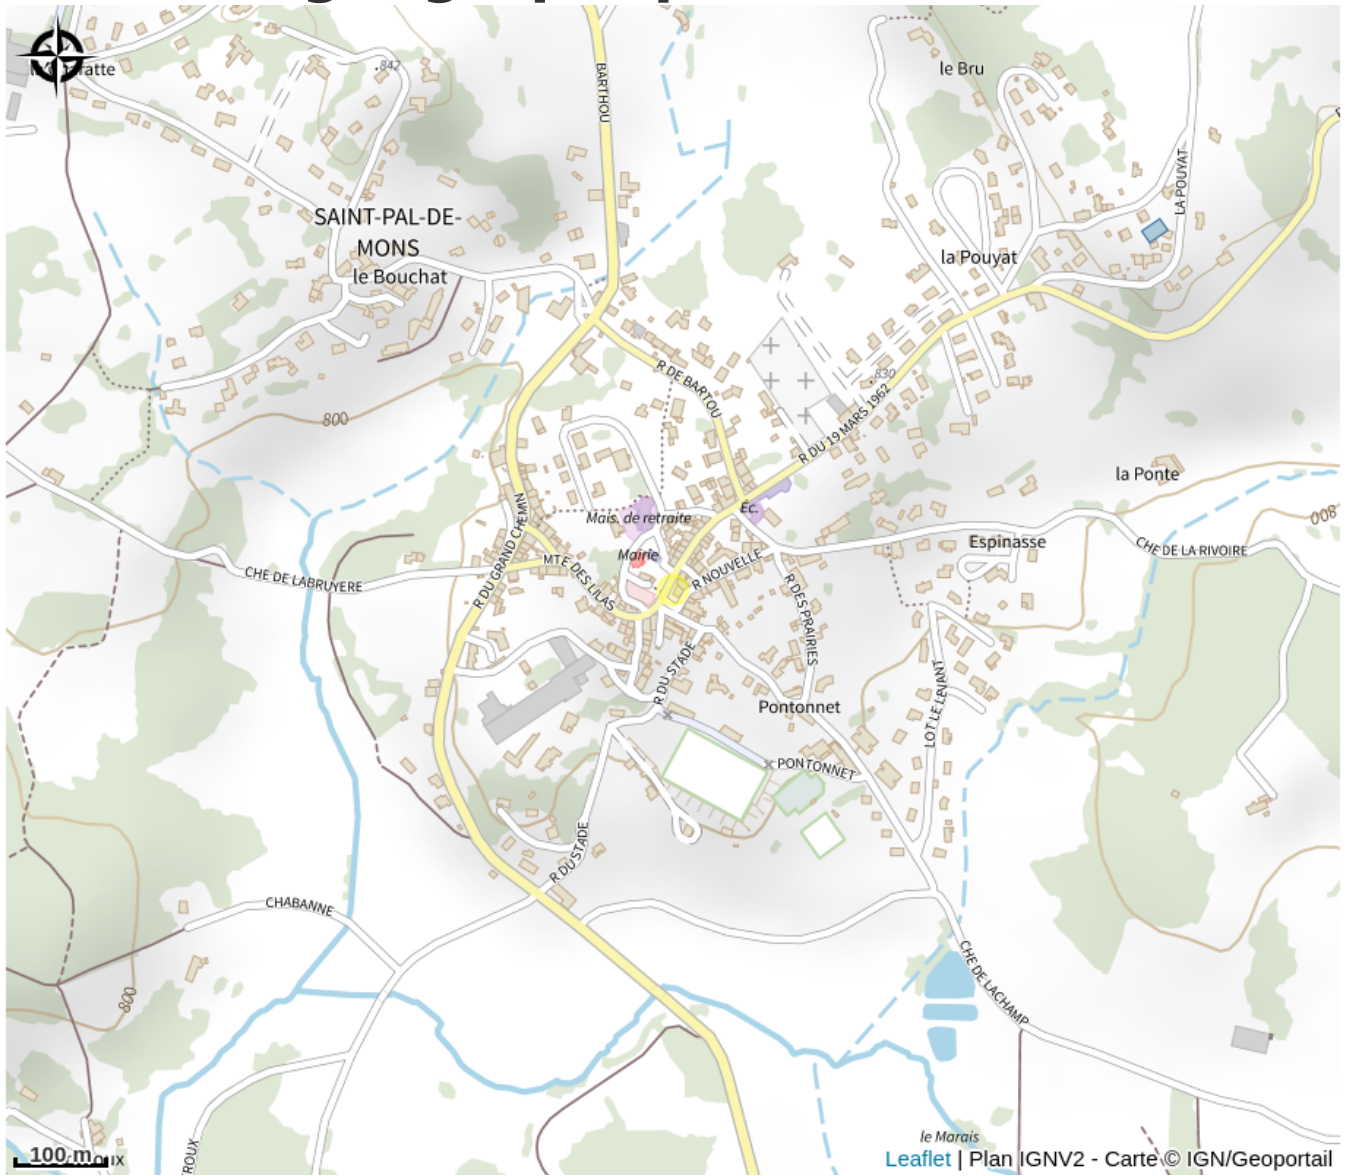 BARTHOU
842
le Bru
LA POUYAT
SAINT-PAL-DE-
MONS
le Bouchat
la Pouyat
R DE BARTOU
830
R DU 19 MARS 1962
800
la Ponte
R DU GRAND CHEMIN
Mais. de retraite
Éc.
800
Espinasse
CHE DE LA RIVOIRE
Mairie
MTE DES LILAS
R NOUVELLE
CHE DE LABRUYERE
R DES PRAIRIES
R DU STADE
LOT LE LEVANT
Pontonnet
PONTONNET
R DU STADE
CHABANNE
CHE DE LACHAMP
800
le Marais
100 m
Leaflet | Plan IGNV2 - Carte © IGN/Geoportail